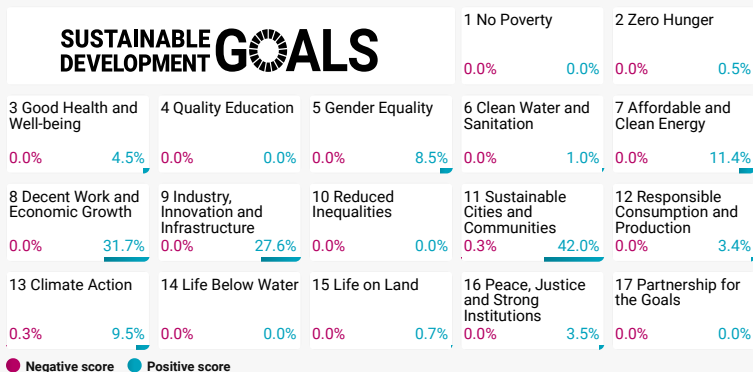 SUSTAINABLE
DEVELOPMENT
GOALS
1 No Poverty
0.0% 0.0%
2 Zero Hunger
0.0% 0.5%
3 Good Health and
Well-being
0.0% 4.5%
4 Quality Education
0.0% 0.0%
5 Gender Equality
0.0% 8.5%
6 Clean Water and
Sanitation
0.0% 1.0%
7 Affordable and
Clean Energy
0.0% 11.4%
8 Decent Work and
Economic Growth
0.0% 31.7%
9 Industry,
Innovation and
Infrastructure
0.0% 27.6%
10 Reduced
Inequalities
0.0% 0.0%
11 Sustainable
Cities and
Communities
0.3% 42.0%
12 Responsible
Consumption and
Production
0.0% 3.4%
13 Climate Action
0.3% 9.5%
14 Life Below Water
0.0% 0.0%
15 Life on Land
0.0% 0.7%
16 Peace, Justice
and Strong
Institutions
0.0% 3.5%
17 Partnership for
the Goals
0.0% 0.0%
Negative score Positive score